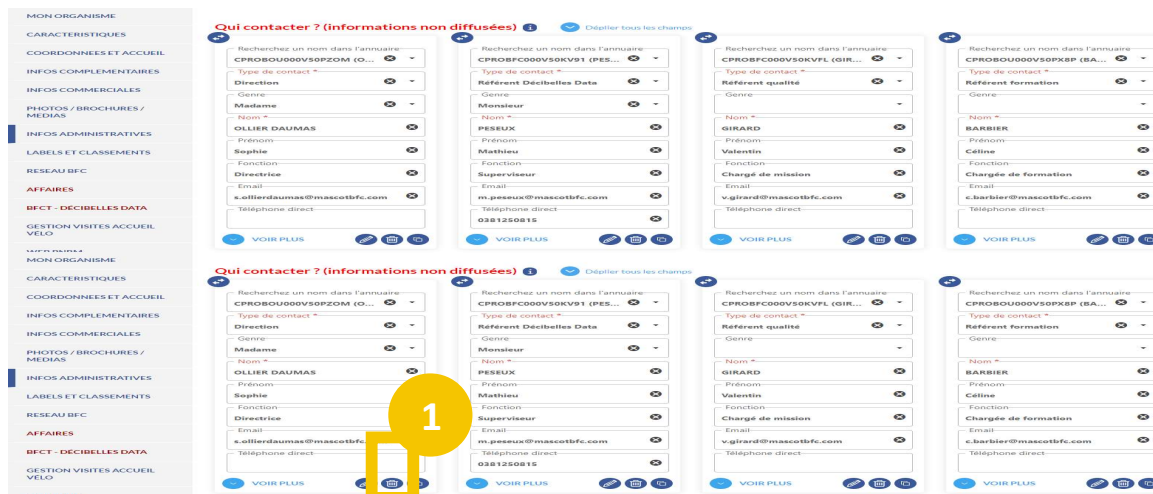 MON ORGANISME
CARACTERISTIQUES
COORDONNEES ET ACCUEIL
INFOS COMPLEMENTAIRES
INFOS COMMERCIALES
PHOTOS / BROCHURES /
MEDIAS
INFOS ADMINISTRATIVES
LABELS ET CLASSEMENTS
RESEAU BFC
AFFAIRES
BFCT - DÉCIBELLES DATA
GESTION VISITES ACCUEIL
VÉLO
Qui contacter ? (informations non diffusées) i Déplier tous les champs
Recherchez un nom dans l'annuaire
CPROBOU000VS0PZOM (O...
Type de contact *
Direction
Genre
Madame
Nom *
OLLIER DAUMAS
Prénom
Sophie
Fonction
Directrice
Email
s.ollierdaumas@mascotbfc.com
Téléphone direct
VOIR PLUS
Recherchez un nom dans l'annuaire
CPROBFC000VS0KV91 (PES...
Type de contact *
Référent Décibelles Data
Genre
Monsieur
Nom *
PESEUX
Prénom
Mathieu
Fonction
Superviseur
Email
m.peseux@mascotbfc.com
Téléphone direct
0381250815
VOIR PLUS
Recherchez un nom dans l'annuaire
CPROBFC000VS0KVFL (GIR...
Type de contact *
Référent qualité
Genre
Nom *
GIRARD
Prénom
Valentin
Fonction
Chargé de mission
Email
v.girard@mascotbfc.com
Téléphone direct
VOIR PLUS
Recherchez un nom dans l'annuaire
CPROBOU000VS0PX8P (BA...
Type de contact *
Référent formation
Genre
Nom *
BARBIER
Prénom
Céline
Fonction
Chargée de formation
Email
c.barbier@mascotbfc.com
Téléphone direct
VOIR PLUS
MON ORGANISME
CARACTERISTIQUES
COORDONNEES ET ACCUEIL
INFOS COMPLEMENTAIRES
INFOS COMMERCIALES
PHOTOS / BROCHURES /
MEDIAS
INFOS ADMINISTRATIVES
LABELS ET CLASSEMENTS
RESEAU BFC
AFFAIRES
BFCT - DÉCIBELLES DATA
GESTION VISITES ACCUEIL
VÉLO
Qui contacter ? (informations non diffusées) i Déplier tous les champs
Recherchez un nom dans l'annuaire
CPROBOU000VS0PZOM (O...
Type de contact *
Direction
Genre
Madame
Nom *
OLLIER DAUMAS
Prénom
Sophie
Fonction
Directrice
Email
s.ollierdaumas@mascotbfc.
Téléphone direct
VOIR PLUS
1
Recherchez un nom dans l'annuaire
CPROBFC000VS0KV91 (PES...
Type de contact *
Référent Décibelles Data
Genre
Monsieur
Nom *
PESEUX
Prénom
Mathieu
Fonction
Superviseur
Email
m.peseux@mascotbfc.com
Téléphone direct
0381250815
VOIR PLUS
Recherchez un nom dans l'annuaire
CPROBFC000VS0KVFL (GIR...
Type de contact *
Référent qualité
Genre
Nom *
GIRARD
Prénom
Valentin
Fonction
Chargé de mission
Email
v.girard@mascotbfc.com
Téléphone direct
VOIR PLUS
Recherchez un nom dans l'annuaire
CPROBOU000VS0PX8P (BA...
Type de contact *
Référent formation
Genre
Nom *
BARBIER
Prénom
Céline
Fonction
Chargée de formation
Email
c.barbier@mascotbfc.com
Téléphone direct
VOIR PLUS